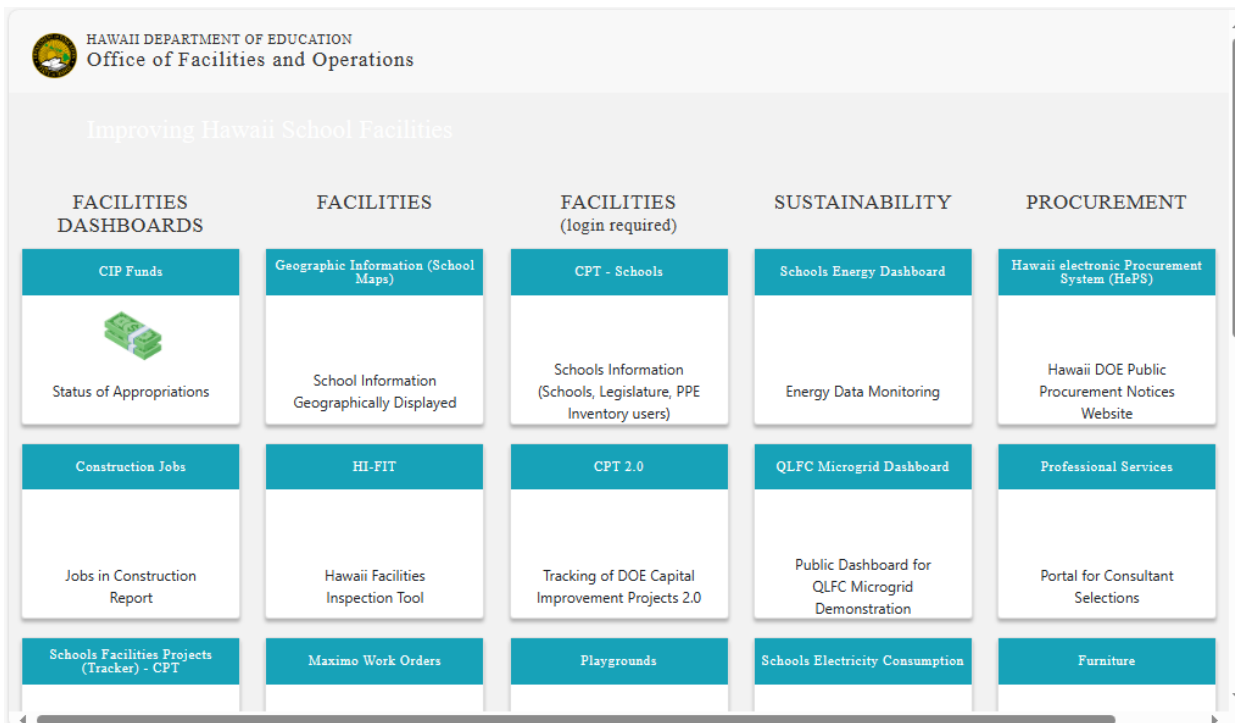 HAWAII DEPARTMENT OF EDUCATION
Office of Facilities and Operations
Improving Hawaii School Facilities
FACILITIES
DASHBOARDS
CIP Funds
Status of Appropriations
Construction Jobs
Jobs in Construction
Report
Schools Facilities Projects
(Tracker) - CPT
FACILITIES
Geographic Information (School
Maps)
School Information
Geographically Displayed
HI-FIT
Hawaii Facilities
Inspection Tool
Maximo Work Orders
FACILITIES
(login required)
CPT - Schools
Schools Information
(Schools, Legislature, PPE
Inventory users)
CPT 2.0
Tracking of DOE Capital
Improvement Projects 2.0
Playgrounds
SUSTAINABILITY
Schools Energy Dashboard
Energy Data Monitoring
QLFC Microgrid Dashboard
Public Dashboard for
QLFC Microgrid
Demonstration
Schools Electricity Consumption
PROCUREMENT
Hawaii electronic Procurement
System (HePS)
Hawaii DOE Public
Procurement Notices
Website
Professional Services
Portal for Consultant
Selections
Furniture